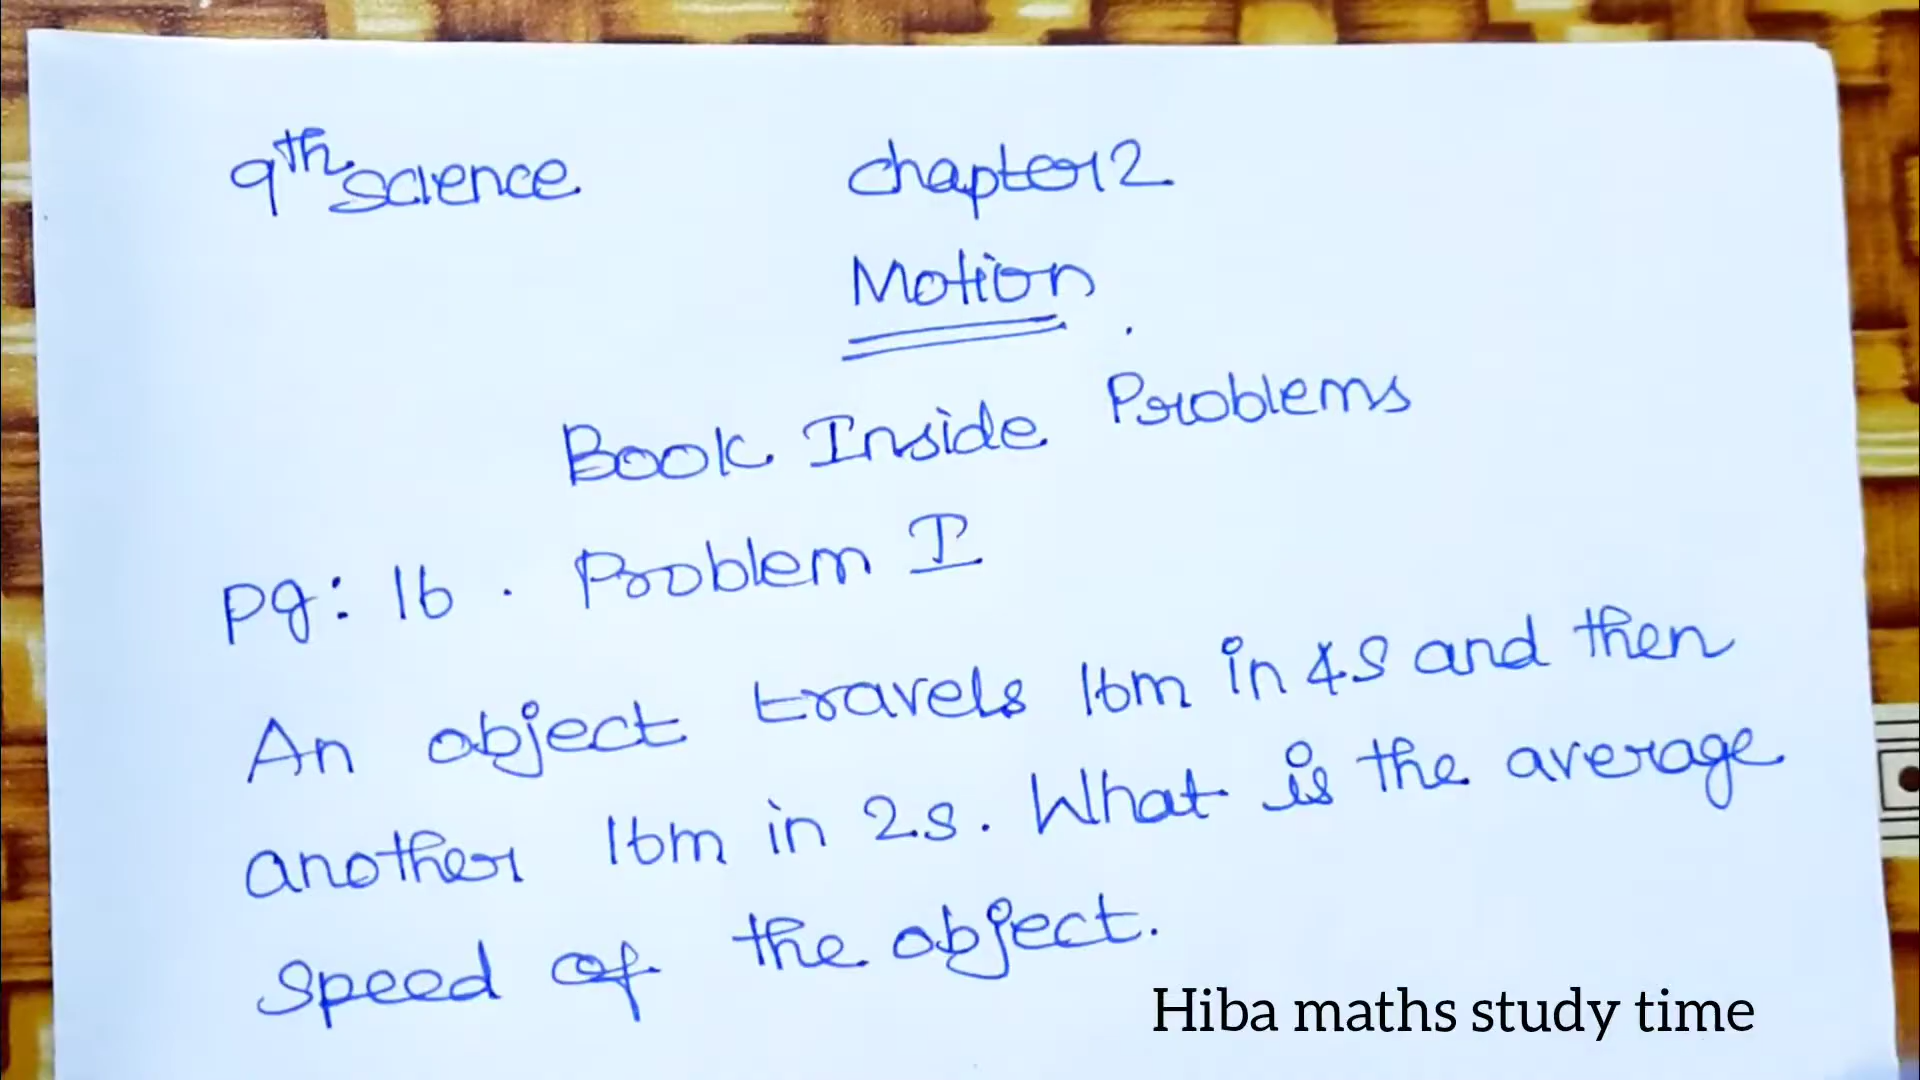 9th Science chapter 2
Motion
Book Inside Problems
Pg: 16. Problem I
An object travels 16m in 4s and then
another 16m in 2s. What is the average
speed of the object.
Hiba maths study time